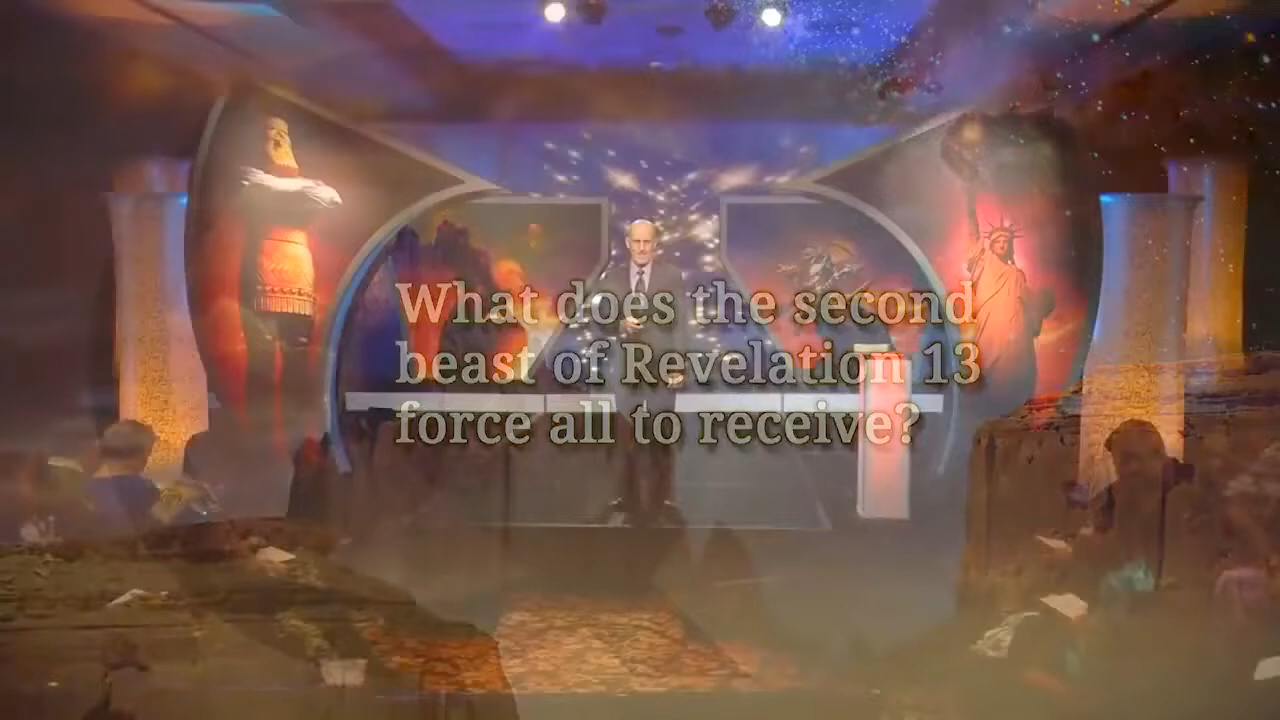 What does the second
beast of Revelation 13
force all to receive?